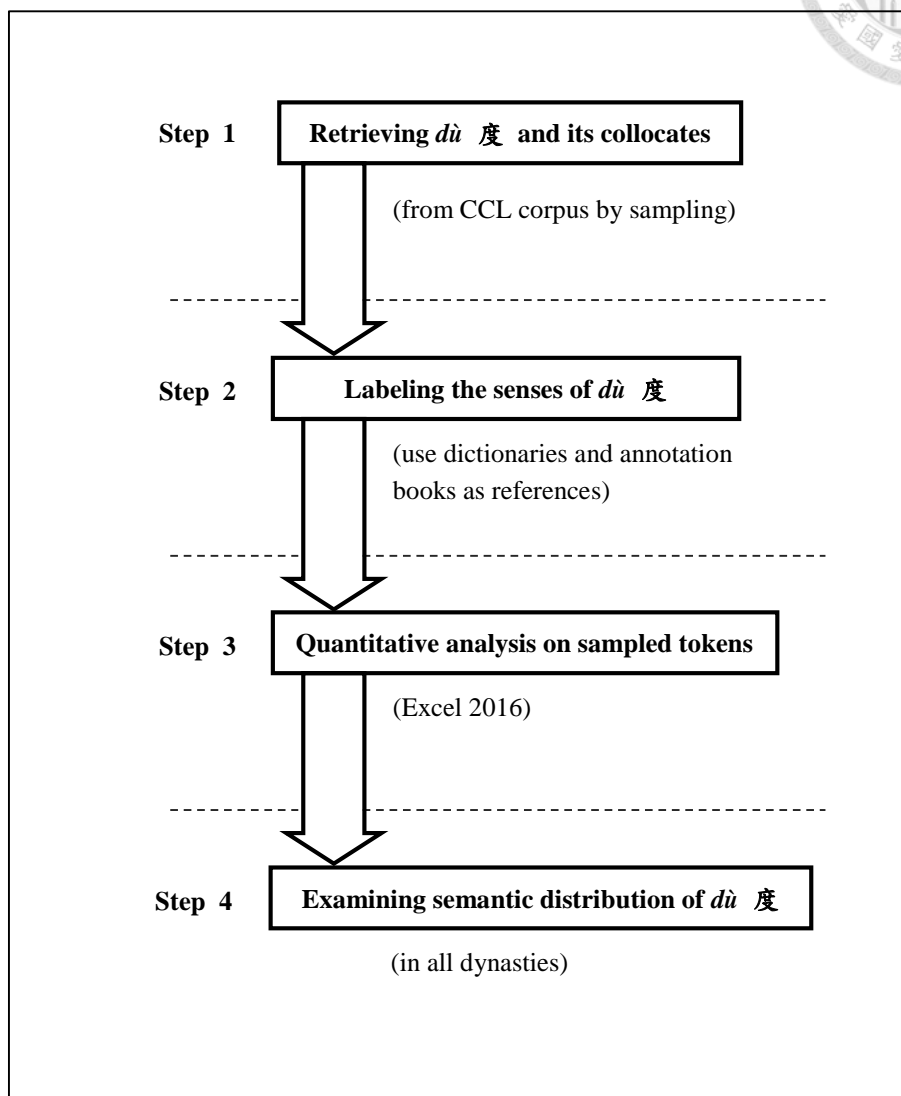 Step 1 Retrieving dù 度 and its collocates
(from CCL corpus by sampling)
Step 2 Labeling the senses of dù 度
(use dictionaries and annotation
books as references)
Step 3 Quantitative analysis on sampled tokens
(Excel 2016)
Step 4 Examining semantic distribution of dù 度
(in all dynasties)